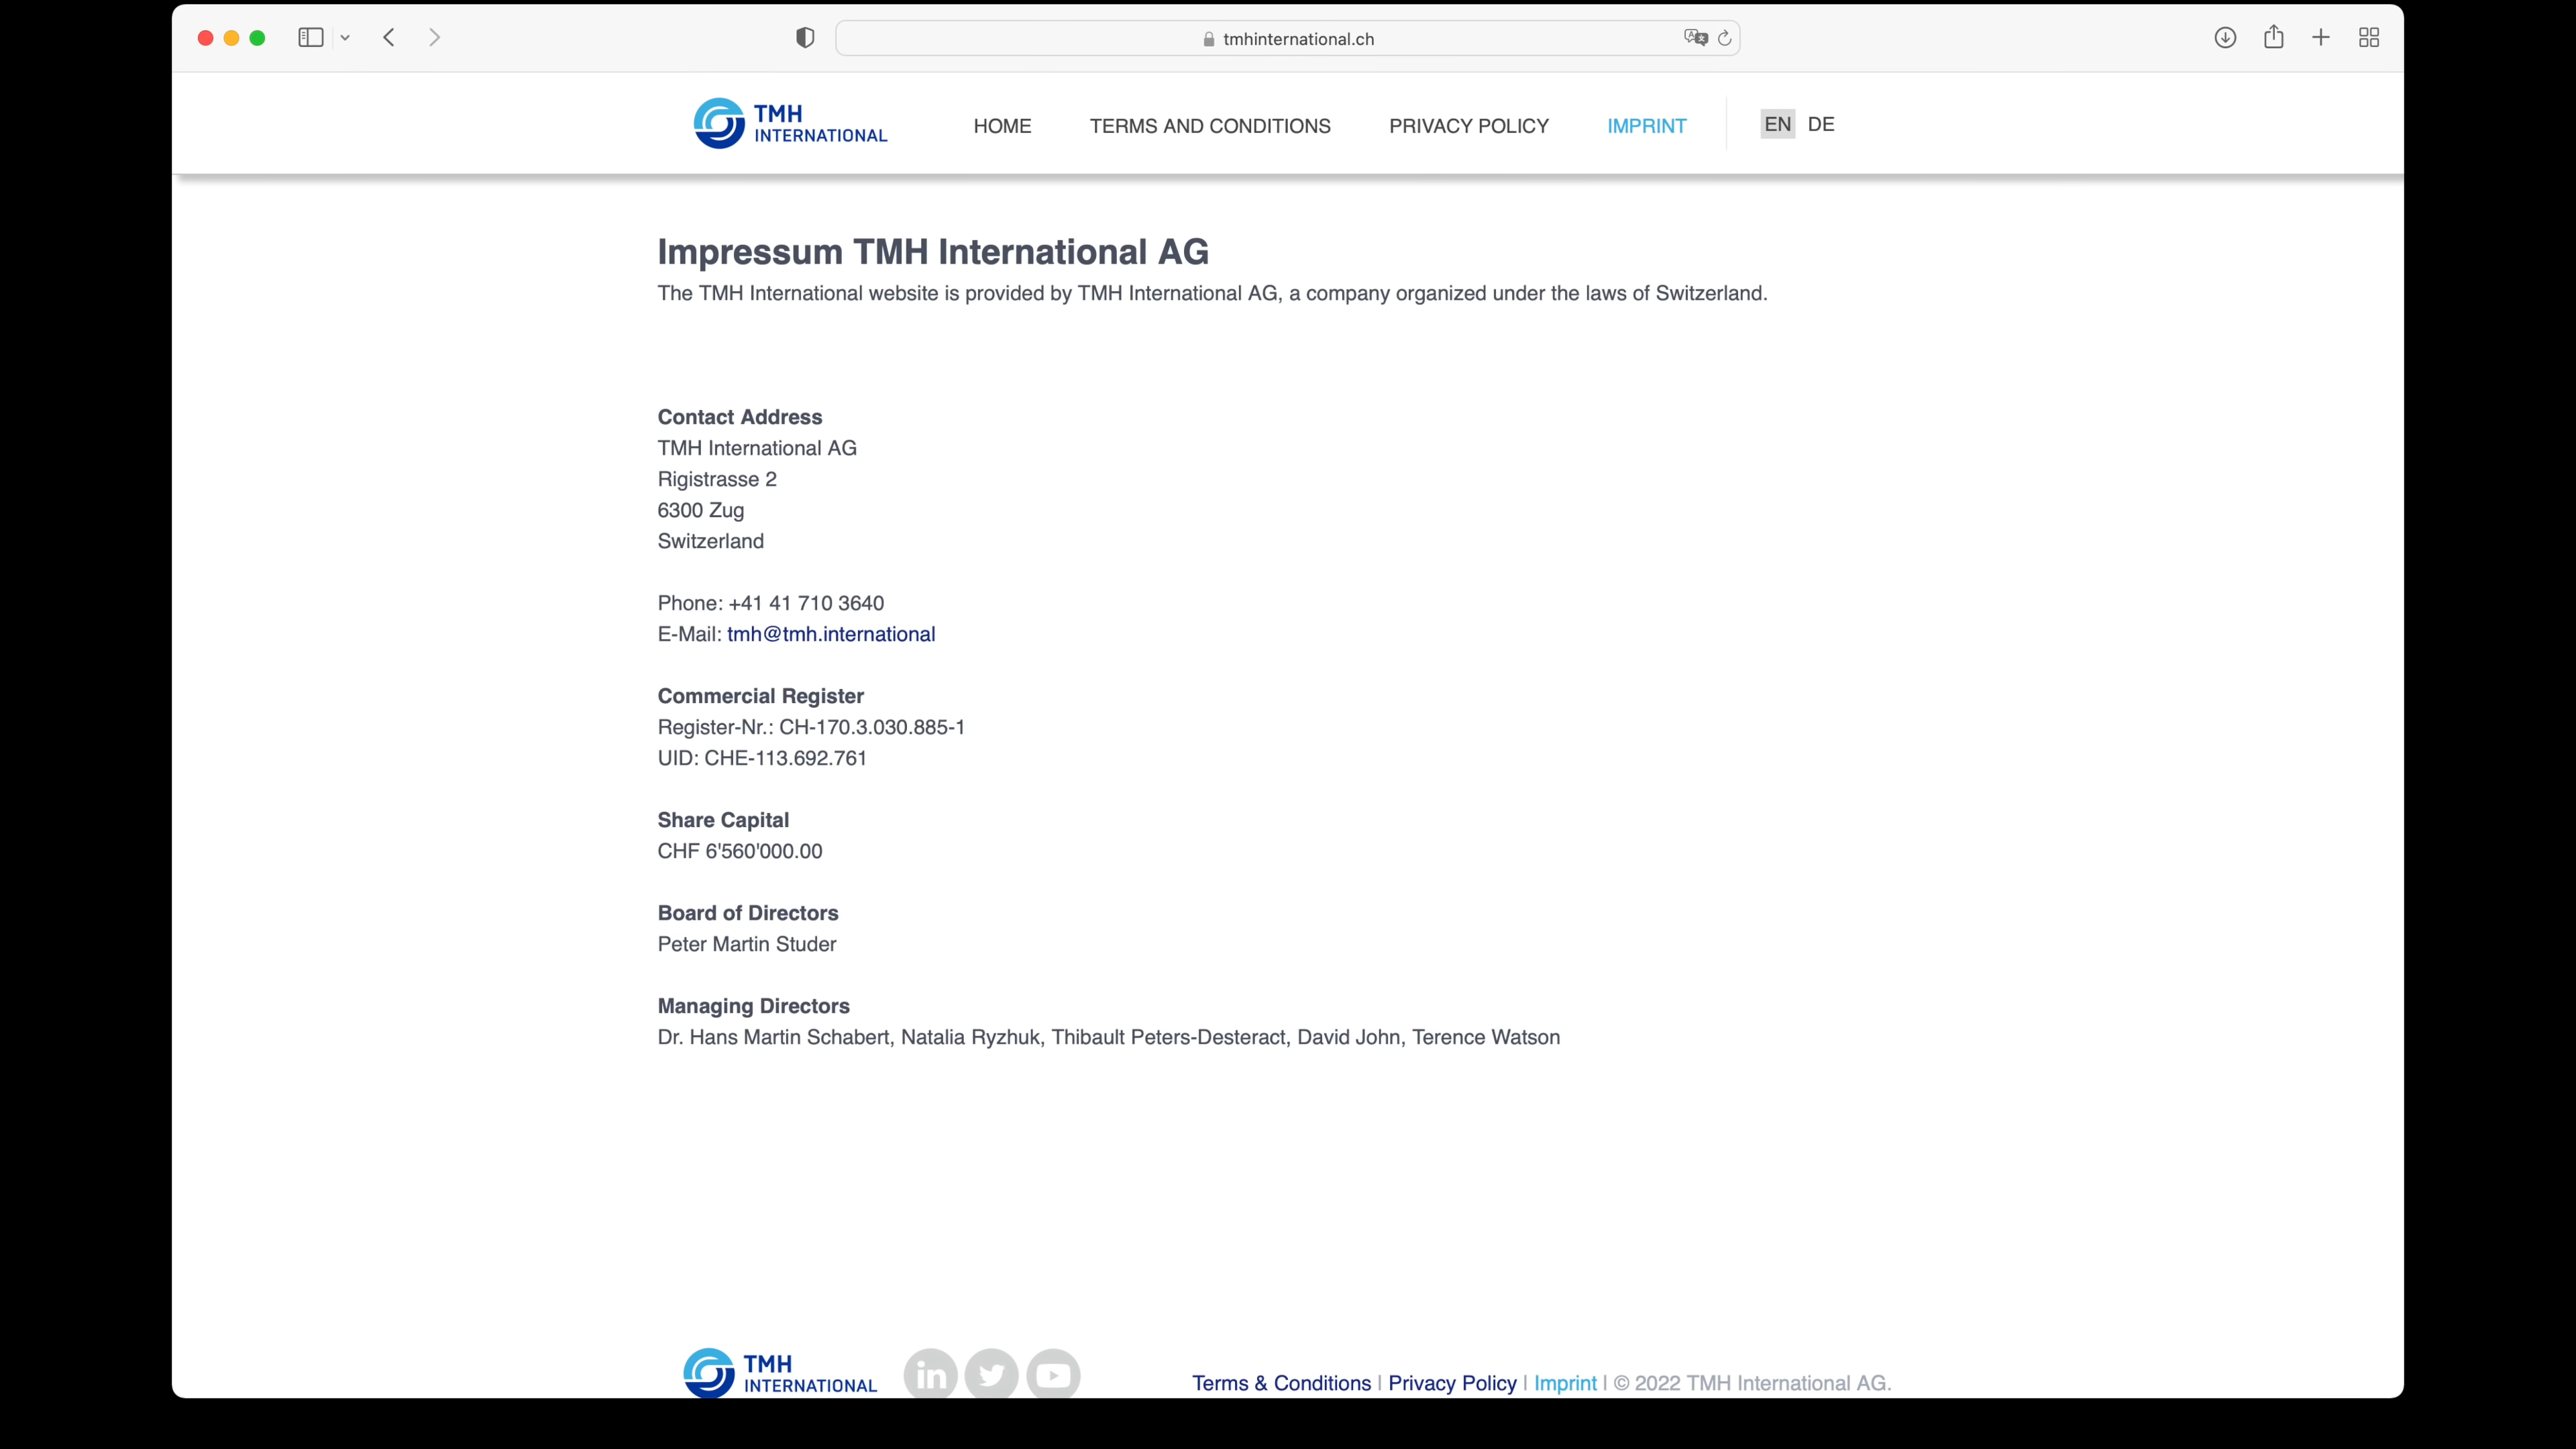 tmhinternational.ch
TMH
INTERNATIONAL
HOME
TERMS AND CONDITIONS
PRIVACY POLICY
IMPRINT
EN
DE
Impressum TMH International AG
The TMH International website is provided by TMH International AG, a company organized under the laws of Switzerland.
Contact Address
TMH International AG
Rigistrasse 2
6300 Zug
Switzerland
Phone: +41 41 710 3640
E-Mail: tmh@tmh.international
Commercial Register
Register-Nr.: CH-170.3.030.885-1
UID: CHE-113.692.761
Share Capital
CHF 6'560'000.00
Board of Directors
Peter Martin Studer
Managing Directors
Dr. Hans Martin Schabert, Natalia Ryzhuk, Thibault Peters-Desteract, David John, Terence Watson
TMH
INTERNATIONAL
in
Terms & Conditions | Privacy Policy | Imprint | © 2022 TMH International AG.